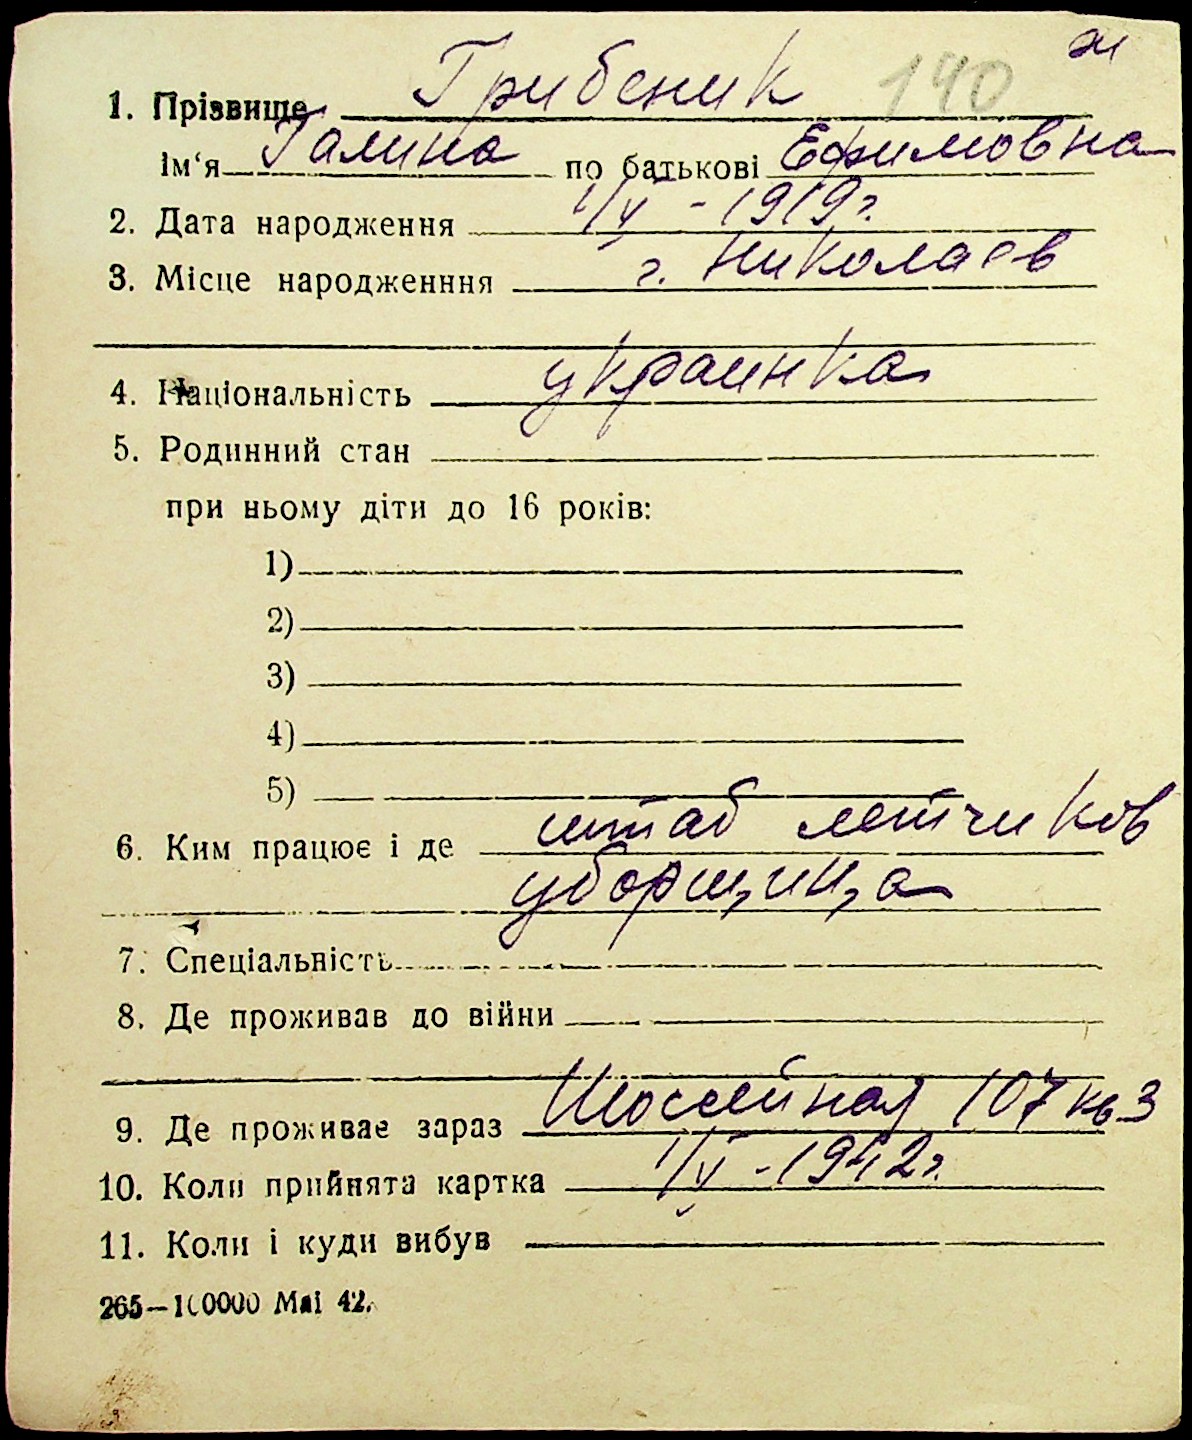 ж
140
1. Прізвище Грибеник
Ім‘я Галина по батькові Ефимовна
2. Дата народження 1/V - 1919 г.
3. Місце народженння г. Николаев
4. Національність украинка
5. Родинний стан
при ньому діти до 16 років:
1)
2)
3)
4)
5)
6. Ким працює і де штаб летчиков
уборщица
7. Спеціальність
8. Де проживав до війни
9. Де проживає зараз Шоссейная 107 кв 3
10. Коли прийнята картка 1/V - 1942 г.
11. Коли і куди вибув
265—100000 Маі 42.